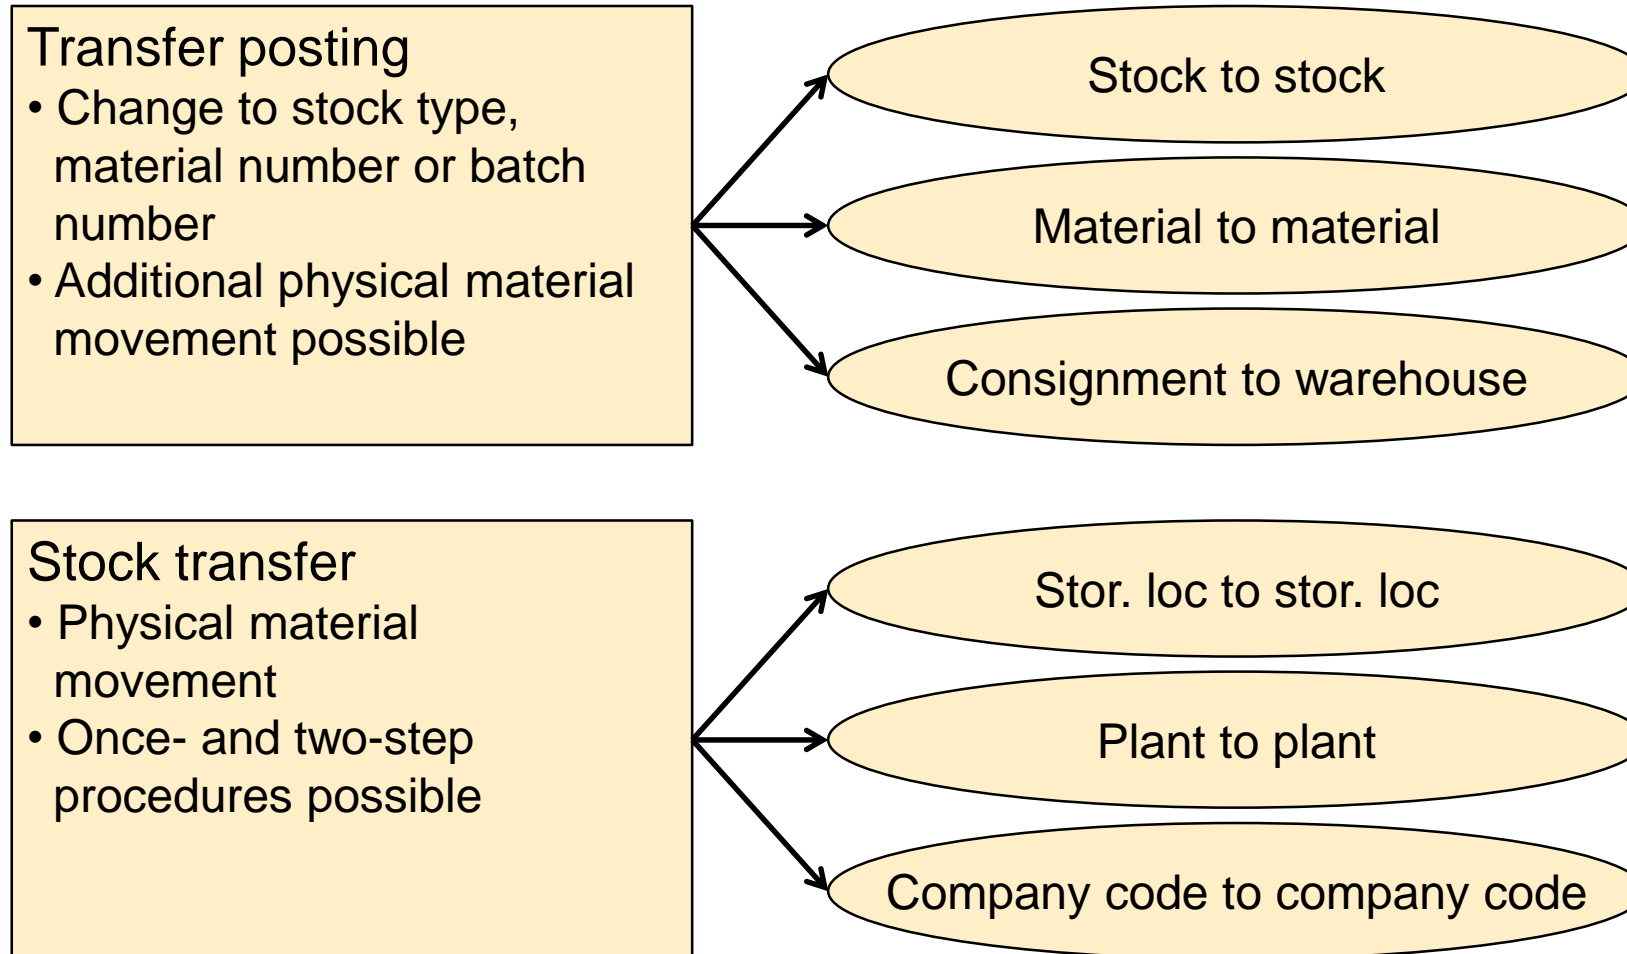 Transfer posting
• Change to stock type,
material number or batch
number
• Additional physical material
movement possible
Stock to stock
Material to material
Consignment to warehouse
Stock transfer
• Physical material
movement
• Once- and two-step
procedures possible
Stor. loc to stor. loc
Plant to plant
Company code to company code